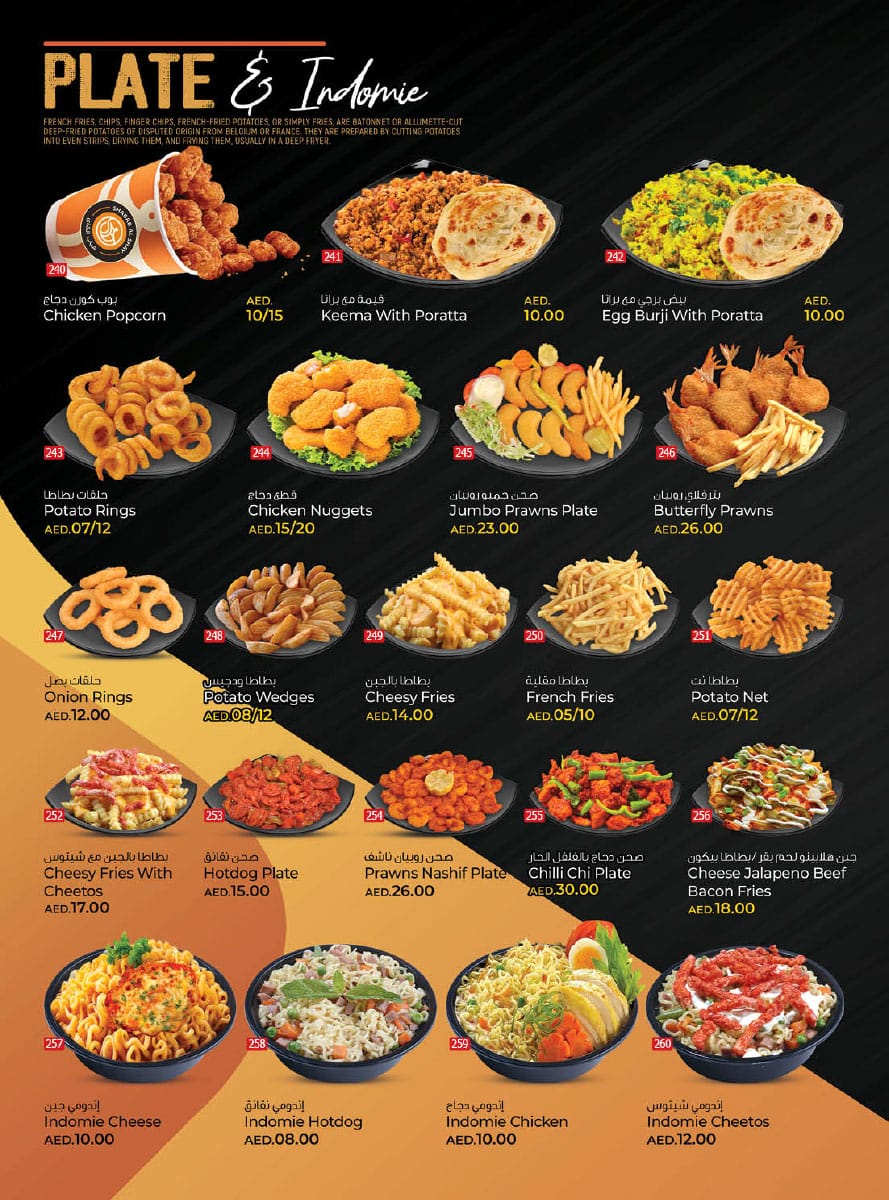 PLATE & Indomie
FRENCH FRIES, CHIPS, FINGER CHIPS, FRENCH-FRIED POTATOES, OR SIMPLY FRIES, ARE BATONNET OR ALLUMETTE-CUT
DEEP-FRIED POTATOES OF DISPUTED ORIGIN FROM BELGIUM OR FRANCE. THEY ARE PREPARED BY CUTTING POTATOES
INTO EVEN STRIPS, DRYING THEM, AND FRYING THEM, USUALLY IN A DEEP FRYER.
240
بوب كورن دجاج
Chicken Popcorn
AED.
10/15
241
قيمة مع براتا
Keema With Poratta
AED.
10.00
242
بيض برجي مع براتا
Egg Burji With Poratta
AED.
10.00
243
حلقات بطاطا
Potato Rings
AED.07/12
244
قطع دجاج
Chicken Nuggets
AED.15/20
245
صحن جمبو روبيان
Jumbo Prawns Plate
AED.23.00
246
بترفلاي روبيان
Butterfly Prawns
AED.26.00
247
حلقات بصل
Onion Rings
AED.12.00
248
بطاطا ودجيس
Potato Wedges
AED.08/12
249
بطاطا بالجبن
Cheesy Fries
AED.14.00
250
بطاطا مقلية
French Fries
AED.05/10
251
بطاطا نت
Potato Net
AED.07/12
252
بطاطا بالجبن مع شيتوس
Cheesy Fries With
Cheetos
AED.17.00
253
صحن نقانق
Hotdog Plate
AED.15.00
254
صحن روبيان ناشف
Prawns Nashif Plate
AED.26.00
255
صحن دجاج بالفلفل الحار
Chilli Chi Plate
AED.30.00
256
جبن هلابينو لحم بقر /بطاطا بيكون
Cheese Jalapeno Beef
Bacon Fries
AED.18.00
257
إندومي جبن
Indomie Cheese
AED.10.00
258
إندومي نقانق
Indomie Hotdog
AED.08.00
259
إندومي دجاج
Indomie Chicken
AED.10.00
260
إندومي شيتوس
Indomie Cheetos
AED.12.00